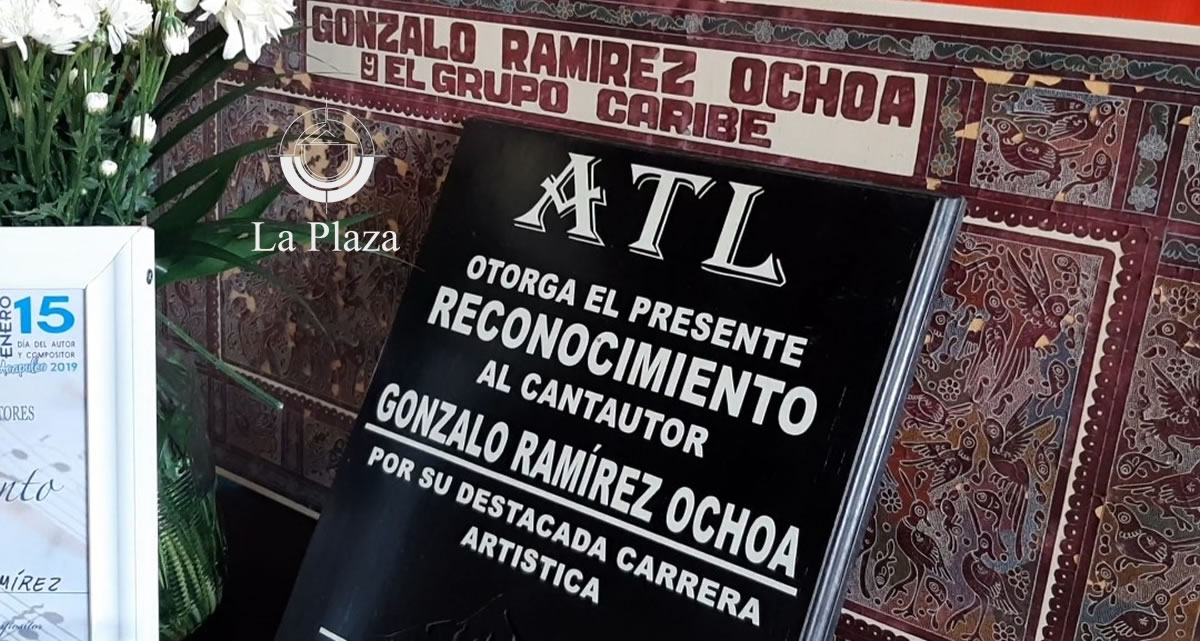 GONZALO RAMIREZ OCHOA
y EL GRUPO CARIBE
La Plaza
ATL
OTORGA EL PRESENTE
RECONOCIMIENTO
AL CANTAUTOR
GONZALO RAMÍREZ OCHOA
POR SU DESTACADA CARRERA
ARTISTICA
ENERO 15
DÍA DEL AUTOR
Y COMPOSITOR
Acapulco 2019